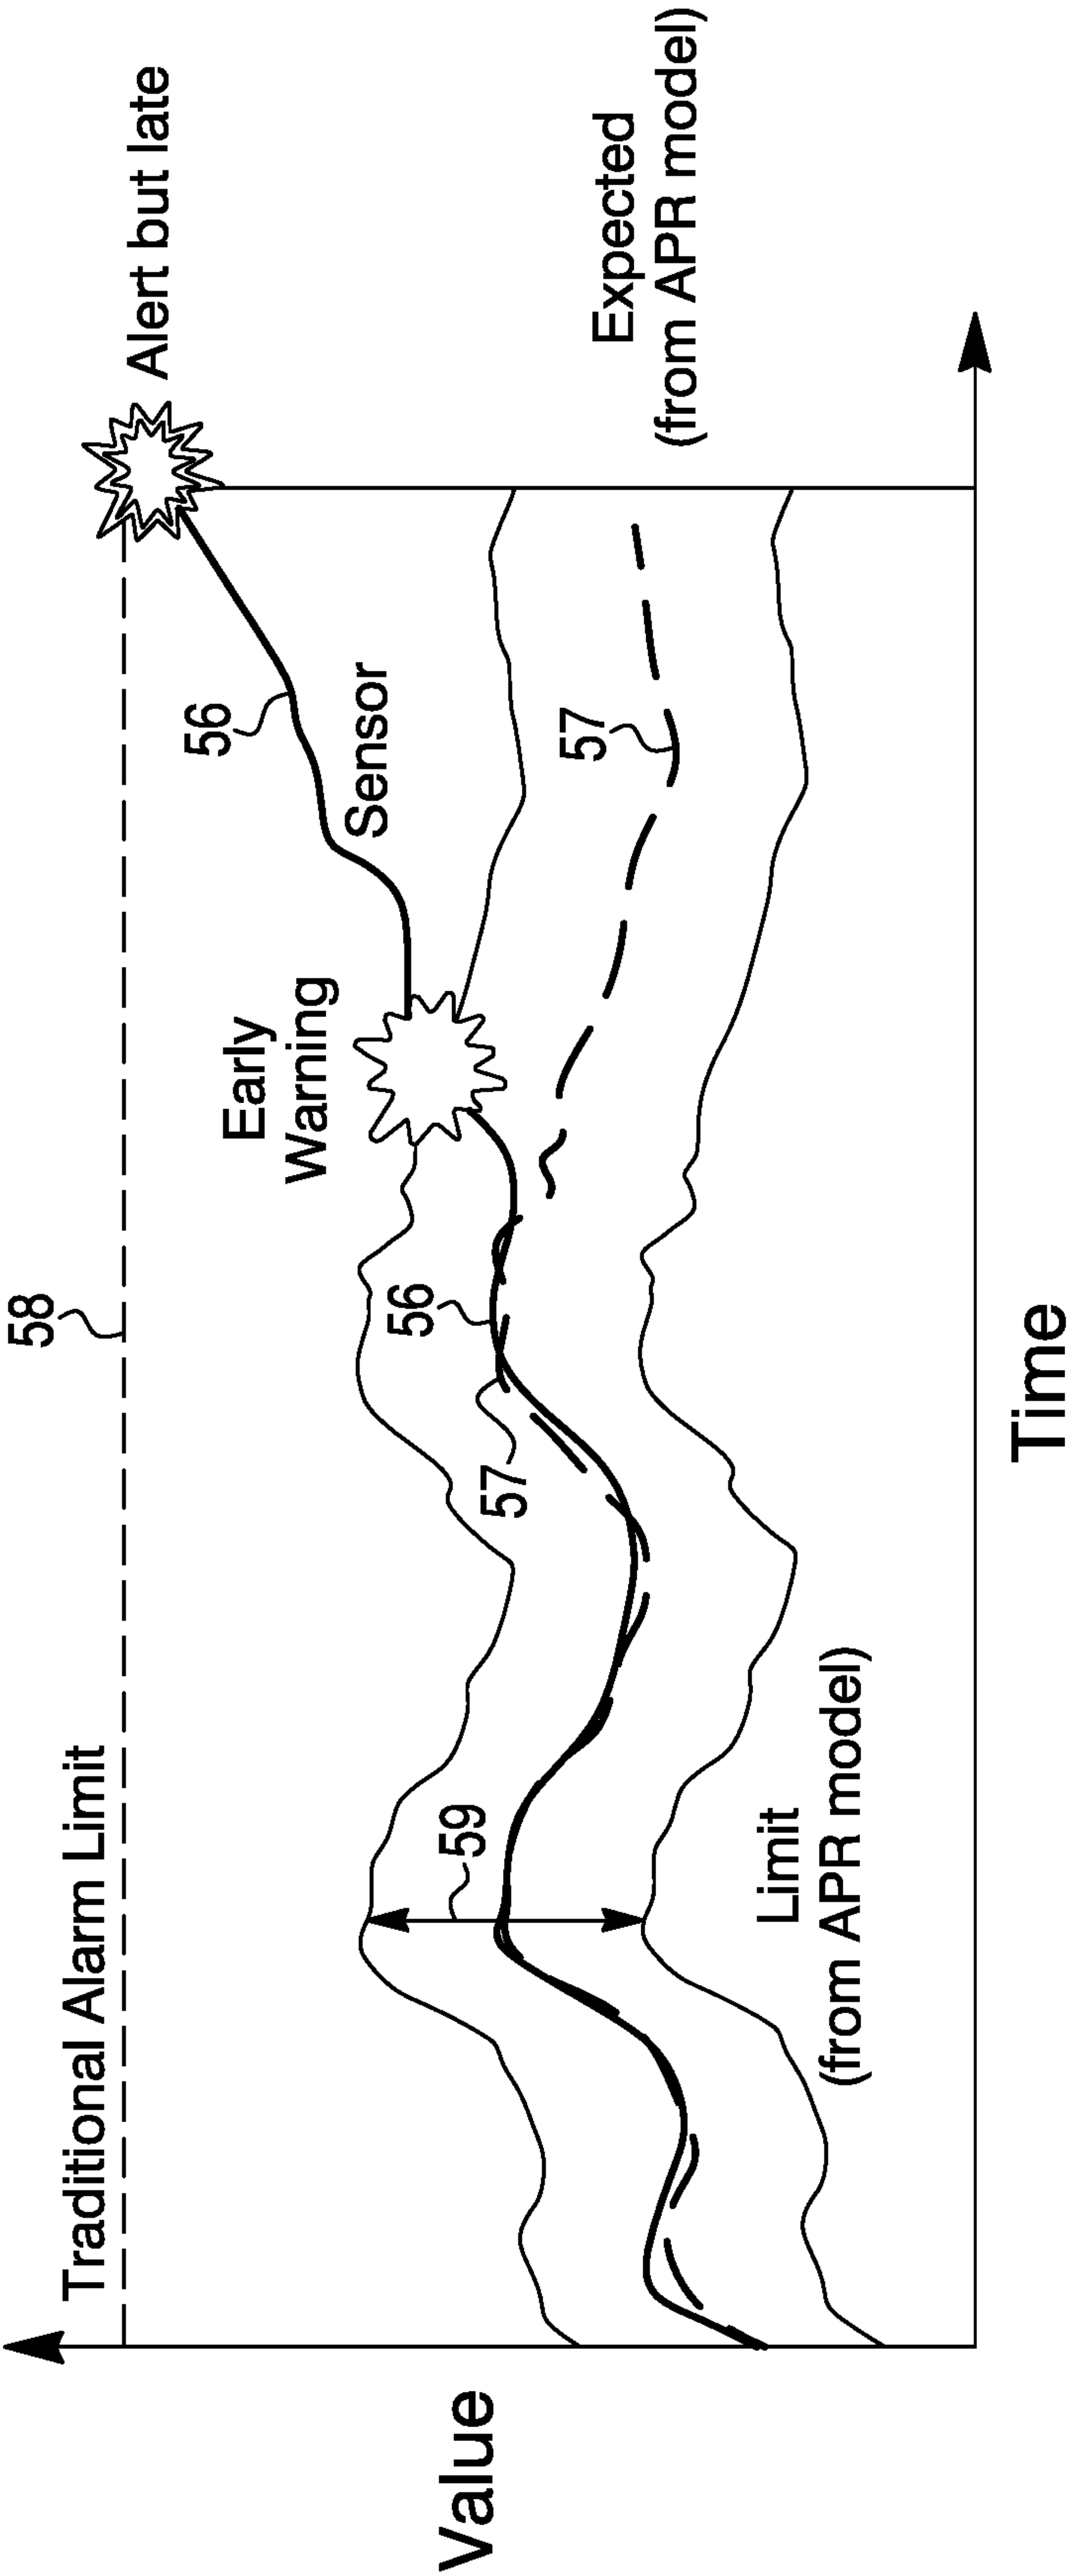 58
Traditional Alarm Limit
Alert but late
56
Early
Warning
Sensor
56
59
57
57
Expected
(from APR model)
Limit
(from APR model)
Value
Time